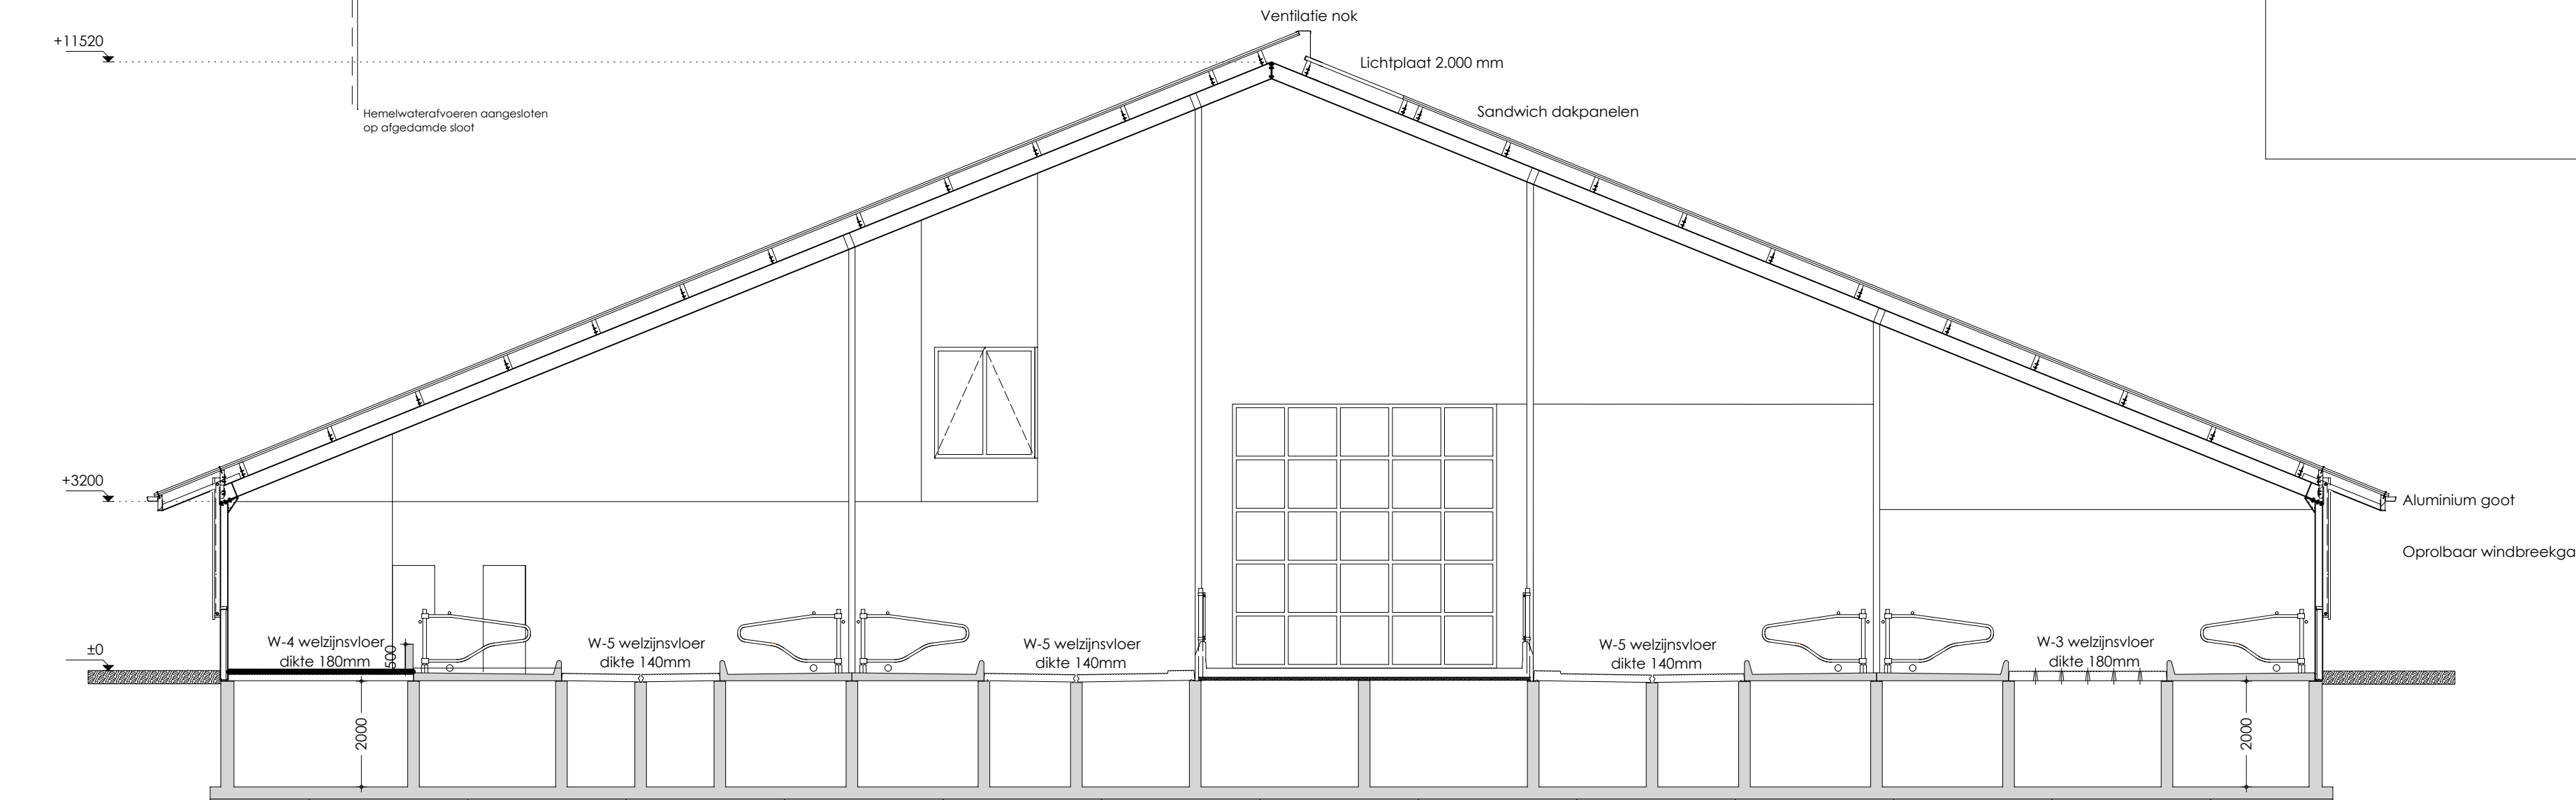 Ventilatie nok
+11520
Lichtplaat 2.000 mm
Hemelwaterafvoeren aangesloten
op afgedamde sloot
Sandwich dakpanelen
+3200
Aluminium goot
Oprolbaar windbreekga
±0
W-4 welzijnsvloer
dikte 180mm
500
W-5 welzijnsvloer
dikte 140mm
W-5 welzijnsvloer
dikte 140mm
W-5 welzijnsvloer
dikte 140mm
W-3 welzijnsvloer
dikte 180mm
2000
2000